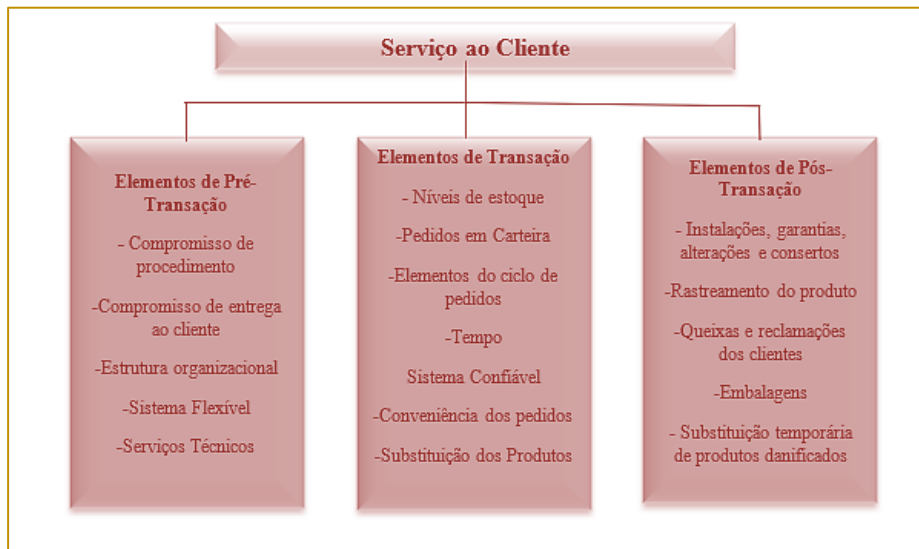 Serviço ao Cliente
Elementos de Pré-
Transação
- Compromisso de
procedimento
-Compromisso de entrega
ao cliente
-Estrutura organizacional
-Sistema Flexível
-Serviços Técnicos
Elementos de Transação
- Níveis de estoque
-Pedidos em Carteira
-Elementos do ciclo de
pedidos
-Tempo
Sistema Confiável
-Conveniência dos pedidos
-Substituição dos Produtos
Elementos de Pós-
Transação
- Instalações, garantias,
alterações e consertos
-Rastreamento do produto
-Queixas e reclamações
dos clientes
-Embalagens
- Substituição temporária
de produtos danificados